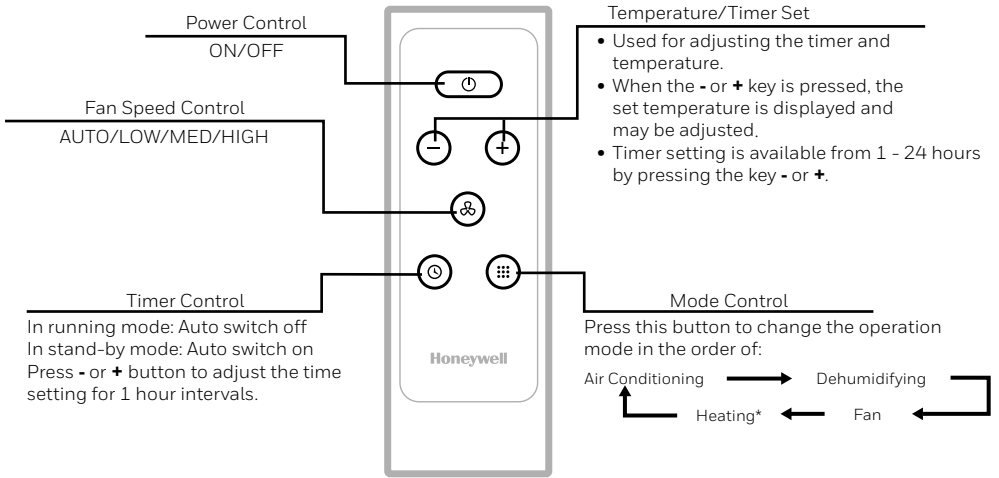 Power Control
ON/OFF
Fan Speed Control
AUTO/LOW/MED/HIGH
Temperature/Timer Set
• Used for adjusting the timer and
temperature.
• When the - or + key is pressed, the
set temperature is displayed and
may be adjusted.
• Timer setting is available from 1 - 24 hours
by pressing the key - or +.
Timer Control
In running mode: Auto switch off
In stand-by mode: Auto switch on
Press - or + button to adjust the time
setting for 1 hour intervals.
Honeywell
Mode Control
Press this button to change the operation
mode in the order of:
Air Conditioning
Dehumidifying
Heating*
Fan